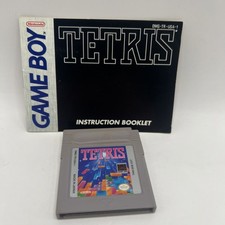 DMG-TR-USA-1
TETRIS
Nintendo
GAME BOY
INSTRUCTION BOOKLET
TETRIS